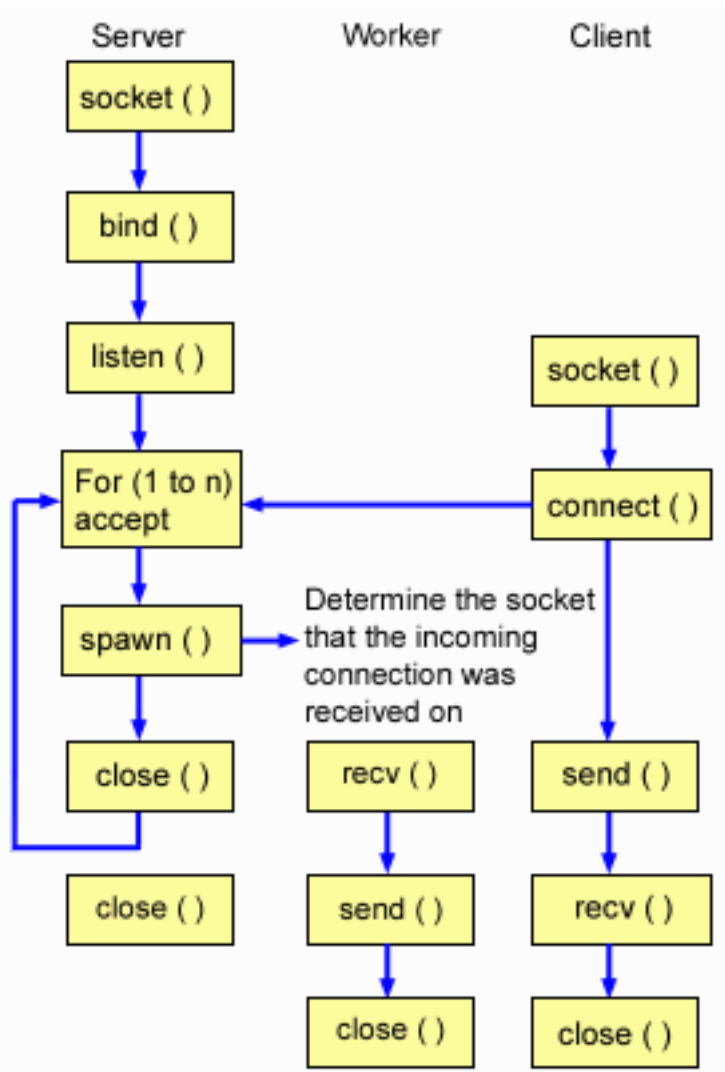 Server Worker Client
socket ( )
bind ( )
listen ( )
socket ( )
For (1 to n)
accept
connect ( )
spawn ( )
Determine the socket
that the incoming
connection was
received on
close ( )
recv ( )
send ( )
close ( )
send ( )
recv ( )
close ( )
close ( )